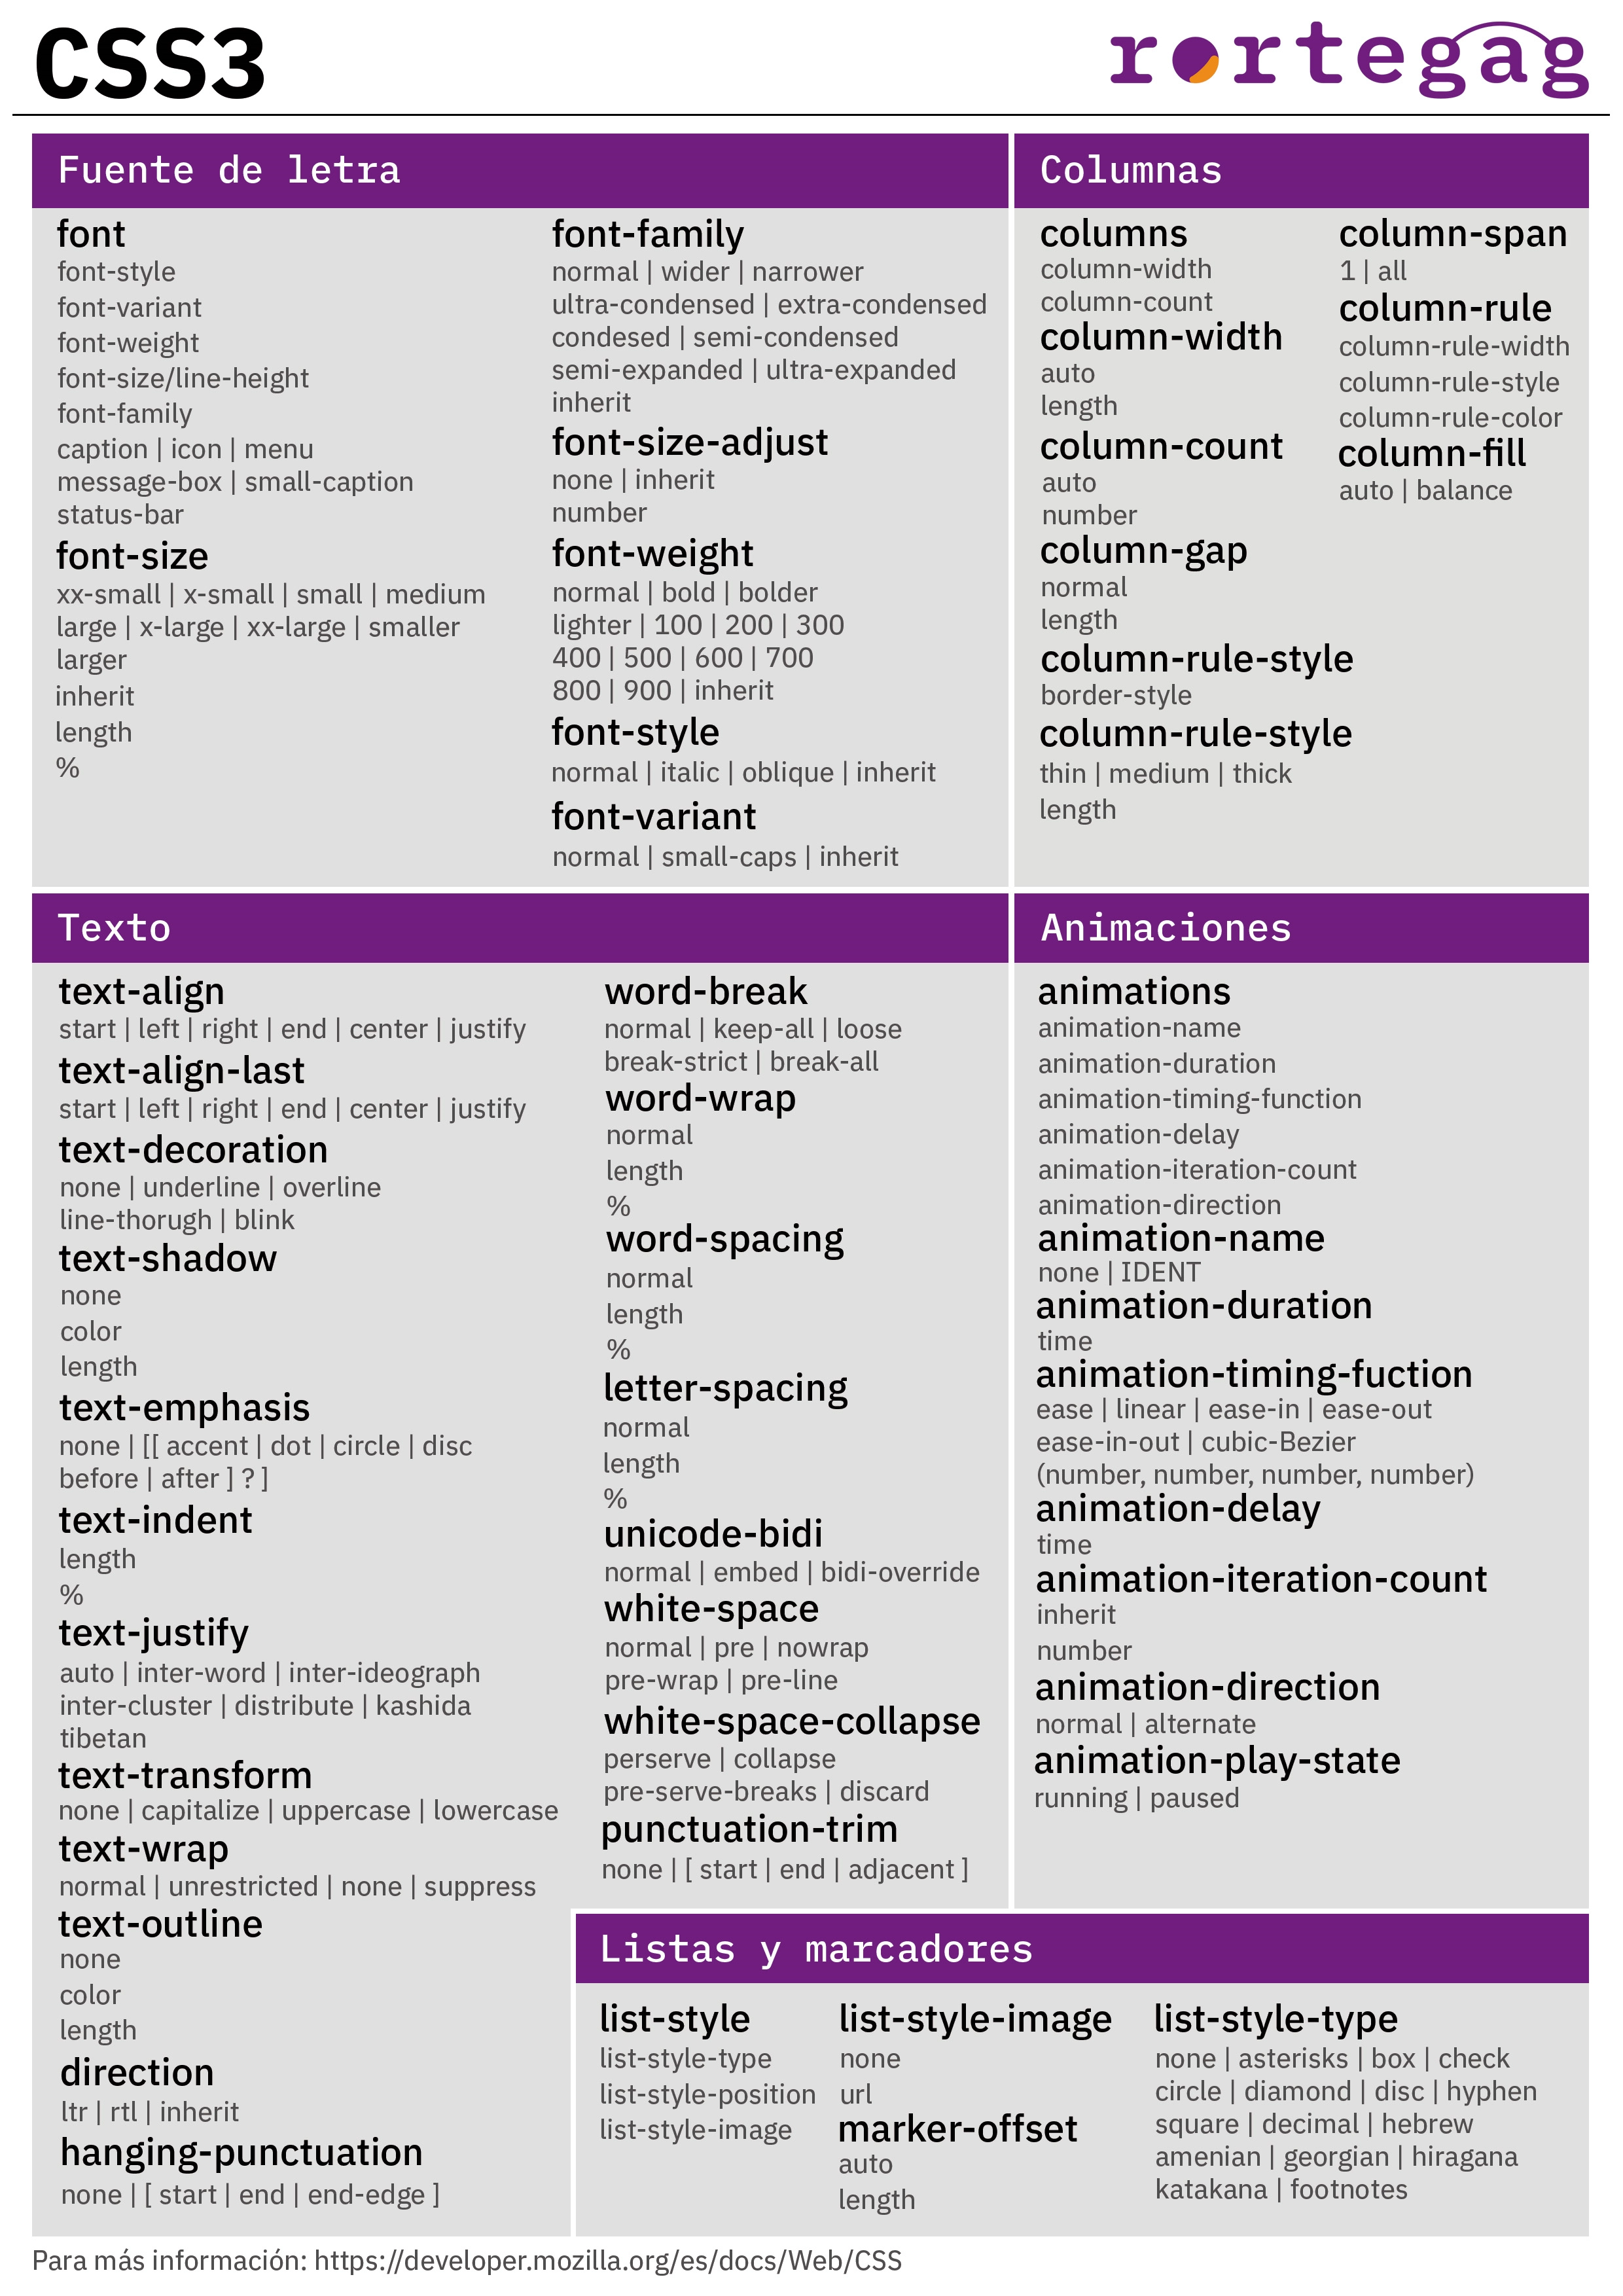 CSS3
rortegag
Fuente de letra
font
font-style
font-variant
font-weight
font-size/line-height
font-family
caption | icon | menu
message-box | small-caption
status-bar
font-size
xx-small | x-small | small | medium
large | x-large | xx-large | smaller
larger
inherit
length
%
font-family
normal | wider | narrower
ultra-condensed | extra-condensed
condesed | semi-condensed
semi-expanded | ultra-expanded
inherit
font-size-adjust
none | inherit
number
font-weight
normal | bold | bolder
lighter | 100 | 200 | 300
400 | 500 | 600 | 700
800 | 900 | inherit
font-style
normal | italic | oblique | inherit
font-variant
normal | small-caps | inherit
Columnas
columns
column-width
column-count
column-width
auto
length
column-count
auto
number
column-gap
normal
length
column-rule-style
border-style
column-rule-style
thin | medium | thick
length
column-span
1 | all
column-rule
column-rule-width
column-rule-style
column-rule-color
column-fill
auto | balance
Texto
text-align
start | left | right | end | center | justify
text-align-last
start | left | right | end | center | justify
text-decoration
none | underline | overline
line-thorugh | blink
text-shadow
none
color
length
text-emphasis
none | [[ accent | dot | circle | disc
before | after ] ? ]
text-indent
length
%
text-justify
auto | inter-word | inter-ideograph
inter-cluster | distribute | kashida
tibetan
text-transform
none | capitalize | uppercase | lowercase
text-wrap
normal | unrestricted | none | suppress
text-outline
none
color
length
direction
ltr | rtl | inherit
hanging-punctuation
none | [ start | end | end-edge ]
word-break
normal | keep-all | loose
break-strict | break-all
word-wrap
normal
length
%
word-spacing
normal
length
%
letter-spacing
normal
length
%
unicode-bidi
normal | embed | bidi-override
white-space
normal | pre | nowrap
pre-wrap | pre-line
white-space-collapse
perserve | collapse
pre-serve-breaks | discard
punctuation-trim
none | [ start | end | adjacent ]
Animaciones
animations
animation-name
animation-duration
animation-timing-function
animation-delay
animation-iteration-count
animation-direction
animation-name
none | IDENT
animation-duration
time
animation-timing-fuction
ease | linear | ease-in | ease-out
ease-in-out | cubic-Bezier
(number, number, number, number)
animation-delay
time
animation-iteration-count
inherit
number
animation-direction
normal | alternate
animation-play-state
running | paused
Listas y marcadores
list-style
list-style-type
list-style-position
list-style-image
list-style-image
none
url
marker-offset
auto
length
list-style-type
none | asterisks | box | check
circle | diamond | disc | hyphen
square | decimal | hebrew
amenian | georgian | hiragana
katakana | footnotes
Para más información: https://developer.mozilla.org/es/docs/Web/CSS